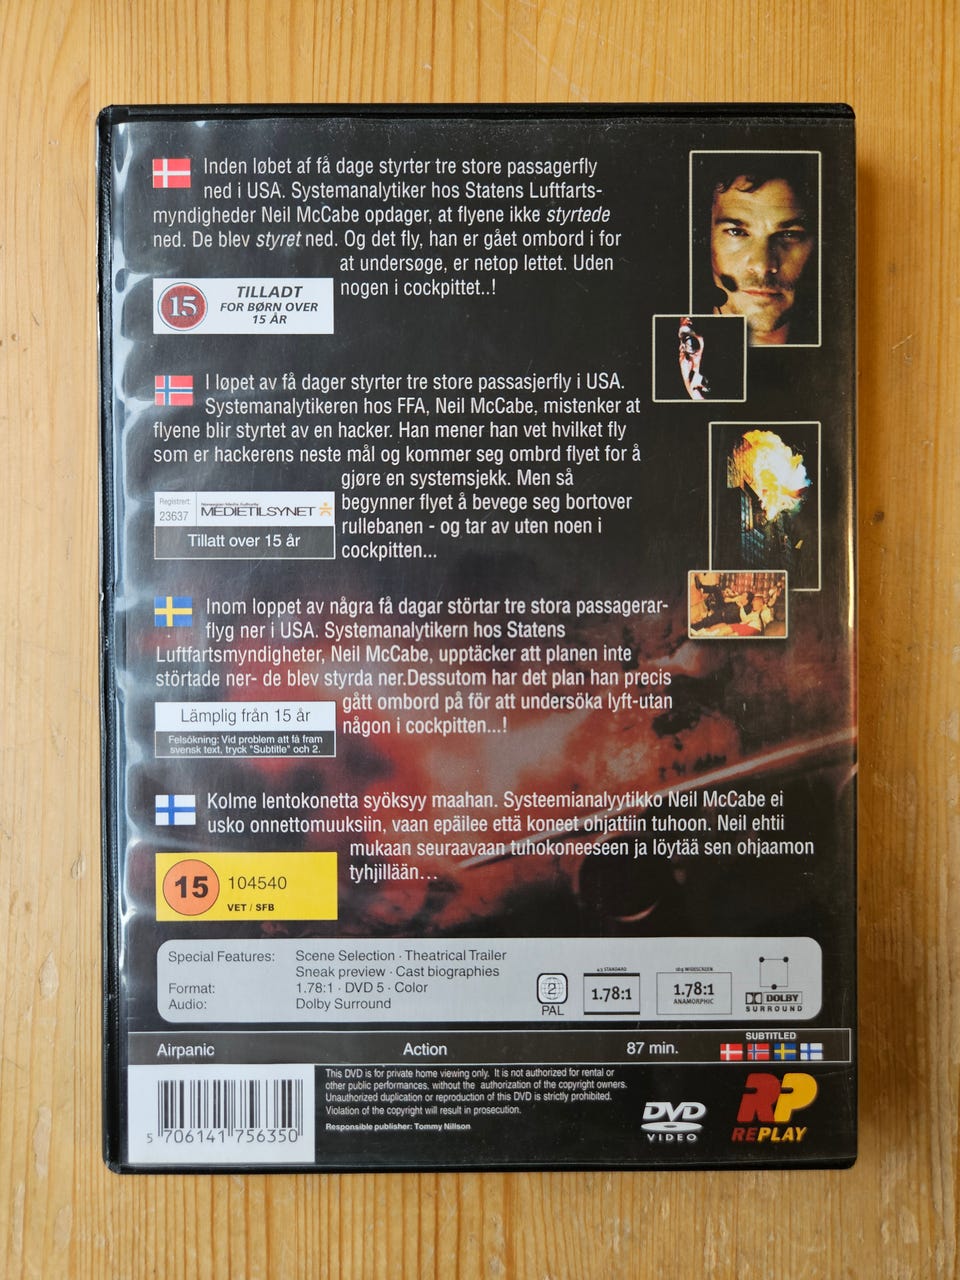 Inden løbet af få dage styrter tre store passagerfly
ned i USA. Systemanalytiker hos Statens Luftfarts-
myndigheder Neil McCabe opdager, at flyene ikke styrtede
ned. De blev styret ned. Og det fly, han er gået ombord i for
at undersøge, er netop lettet. Uden
nogen i cockpittet..!
15
TILLADT
FOR BØRN OVER
15 ÅR
I løpet av få dager styrter tre store passasjerfly i USA.
Systemanalytikeren hos FFA, Neil McCabe, mistenker at
flyene blir styrtet av en hacker. Han mener han vet hvilket fly
som er hackerens neste mål og kommer seg ombrd flyet for å
gjøre en systemsjekk. Men så
begynner flyet å bevege seg bortover
rullebanen - og tar av uten noen i
cockpitten...
Registrert:
23637
Norwegian Media Authority
MEDIETILSYNET
Tillatt over 15 år
Inom loppet av några få dagar störtar tre stora passagerar-
flyg ner i USA. Systemanalytikern hos Statens
Luftfartsmyndigheter, Neil McCabe, upptäcker att planen inte
störtade ner- de blev styrda ner.Dessutom har det plan han precis
gått ombord på för att undersöka lyft-utan
någon i cockpitten...!
Lämplig från 15 år
Felsökning: Vid problem att få fram
svensk text, tryck "Subtitle" och 2.
Kolme lentokonetta syöksyy maahan. Systeemianalyytikko Neil McCabe ei
usko onnettomuuksiin, vaan epäilee että koneet ohjattiin tuhoon. Neil ehtii
mukaan seuraavaan tuhokoneeseen ja löytää sen ohjaamon
tyhjillään...
15
104540
VET / SFB
Special Features: Scene Selection · Theatrical Trailer
Sneak preview · Cast biographies
Format: 1.78:1 · DVD 5 · Color
Audio: Dolby Surround
2
PAL
4:3 STANDARD
1.78:1
16:9 WIDESCREEN
1.78:1
ANAMORPHIC
DOLBY
SURROUND
Airpanic Action 87 min.
SUBTITLED
5 706141 756350
This DVD is for private home viewing only. It is not authorized for rental or
other public performances, without the authorization of the copyright owners.
Unauthorized duplication or reproduction of this DVD is strictly prohibited.
Violation of the copyright will result in prosecution.
Responsible publisher: Tommy Nillson
DVD
VIDEO
RP
REPLAY